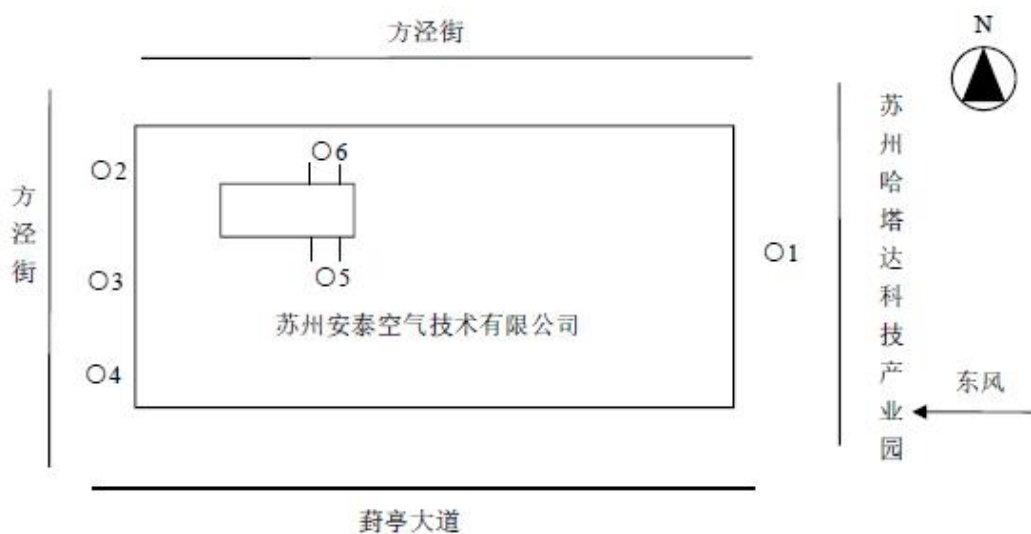 方泾街
N
苏州哈塔达科技产业园
○2
○6
方泾街
○1
○3
○5
苏州安泰空气技术有限公司
○4
东风
葑亭大道